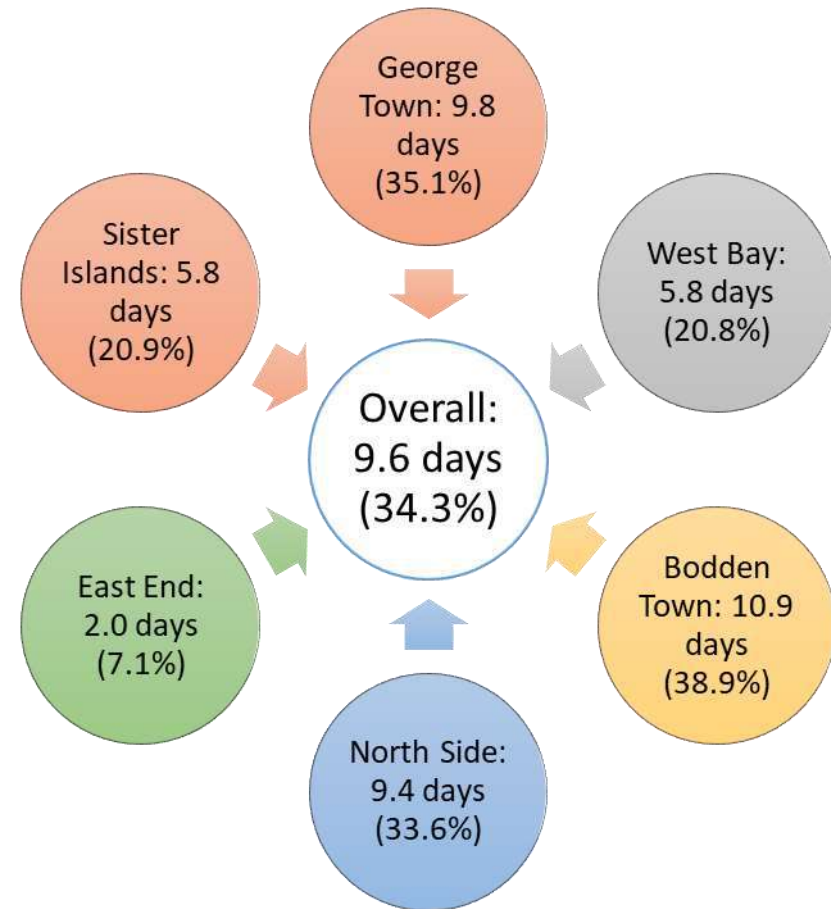 George
Town: 9.8
days
(35.1%)
Sister
Islands: 5.8
days
(20.9%)
West Bay:
5.8 days
(20.8%)
Overall:
9.6 days
(34.3%)
East End:
2.0 days
(7.1%)
Bodden
Town: 10.9
days
(38.9%)
North Side:
9.4 days
(33.6%)